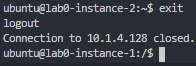 ubuntu@lab0-instance-2:~$ exit
logout
Connection to 10.1.4.128 closed.
ubuntu@lab0-instance-1:/$